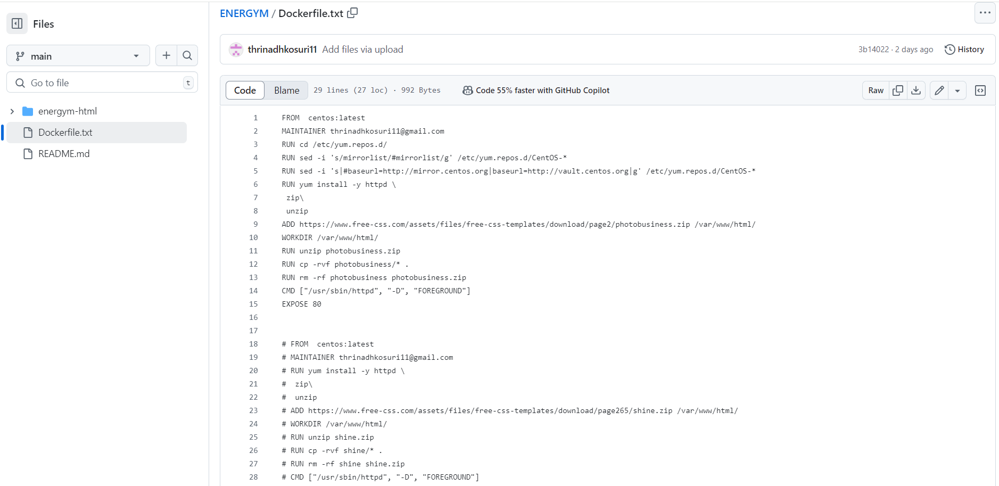 Files
main
Go to file
t
energym-html
Dockerfile.txt
README.md
ENERGYM / Dockerfile.txt
thrinadhkosuri11 Add files via upload
3b14022 · 2 days ago
History
Code Blame 29 lines (27 loc) · 992 Bytes
Code 55% faster with GitHub Copilot
Raw
1 FROM  centos:latest
2 MAINTAINER thrinadhkosuri11@gmail.com
3 RUN cd /etc/yum.repos.d/
4 RUN sed -i 's/mirrorlist/#mirrorlist/g' /etc/yum.repos.d/CentOS-*
5 RUN sed -i 's|#baseurl=http://mirror.centos.org|baseurl=http://vault.centos.org|g' /etc/yum.repos.d/CentOS-*
6 RUN yum install -y httpd \
7  zip\
8  unzip
9 ADD https://www.free-css.com/assets/files/free-css-templates/download/page2/photobusiness.zip /var/www/html/
10 WORKDIR /var/www/html/
11 RUN unzip photobusiness.zip
12 RUN cp -rvf photobusiness/* .
13 RUN rm -rf photobusiness photobusiness.zip
14 CMD ["/usr/sbin/httpd", "-D", "FOREGROUND"]
15 EXPOSE 80
16
17
18 # FROM  centos:latest
19 # MAINTAINER thrinadhkosuri11@gmail.com
20 # RUN yum install -y httpd \
21 #  zip\
22 #  unzip
23 # ADD https://www.free-css.com/assets/files/free-css-templates/download/page265/shine.zip /var/www/html/
24 # WORKDIR /var/www/html/
25 # RUN unzip shine.zip
26 # RUN cp -rvf shine/* .
27 # RUN rm -rf shine shine.zip
28 # CMD ["/usr/sbin/httpd", "-D", "FOREGROUND"]